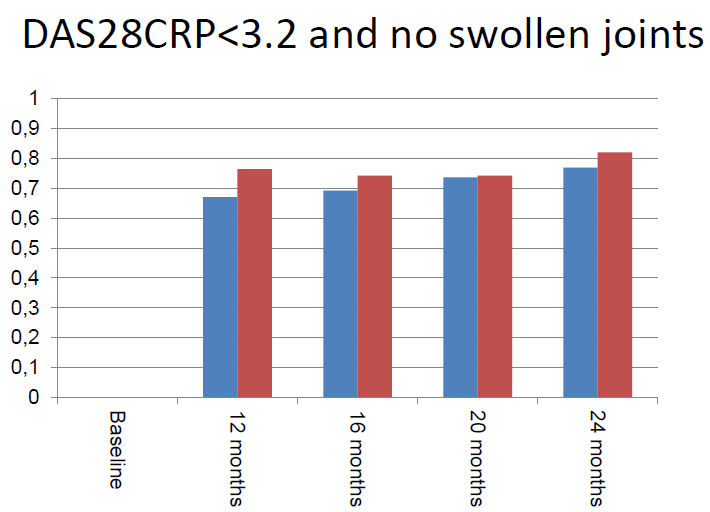 DAS28CRP<3.2 and no swollen joints
1
0,9
0,8
0,7
0,6
0,5
0,4
0,3
0,2
0,1
0
Baseline
12 months
16 months
20 months
24 months